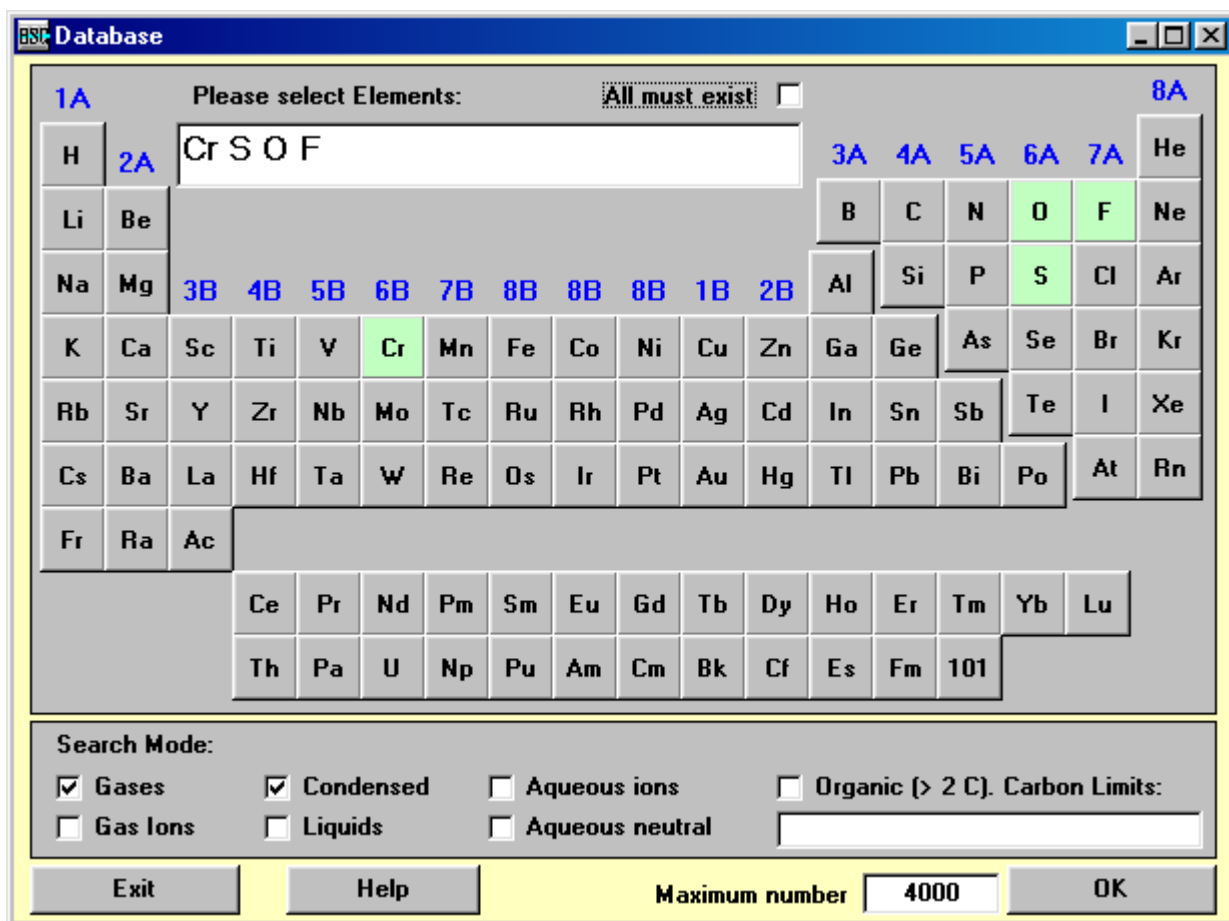 HSC Database
1A Please select Elements: All must exist 8A
H 2A Cr S O F 3A 4A 5A 6A 7A He
Li Be B C N O F Ne
Na Mg 3B 4B 5B 6B 7B 8B 8B 8B 1B 2B Al Si P S Cl Ar
K Ca Sc Ti V Cr Mn Fe Co Ni Cu Zn Ga Ge As Se Br Kr
Rb Sr Y Zr Nb Mo Tc Ru Rh Pd Ag Cd In Sn Sb Te I Xe
Cs Ba La Hf Ta W Re Os Ir Pt Au Hg Tl Pb Bi Po At Rn
Fr Ra Ac
Ce Pr Nd Pm Sm Eu Gd Tb Dy Ho Er Tm Yb Lu
Th Pa U Np Pu Am Cm Bk Cf Es Fm 101
Search Mode:
Gases Condensed Aqueous ions Organic (> 2 C). Carbon Limits:
Gas Ions Liquids Aqueous neutral
Exit Help Maximum number 4000 OK